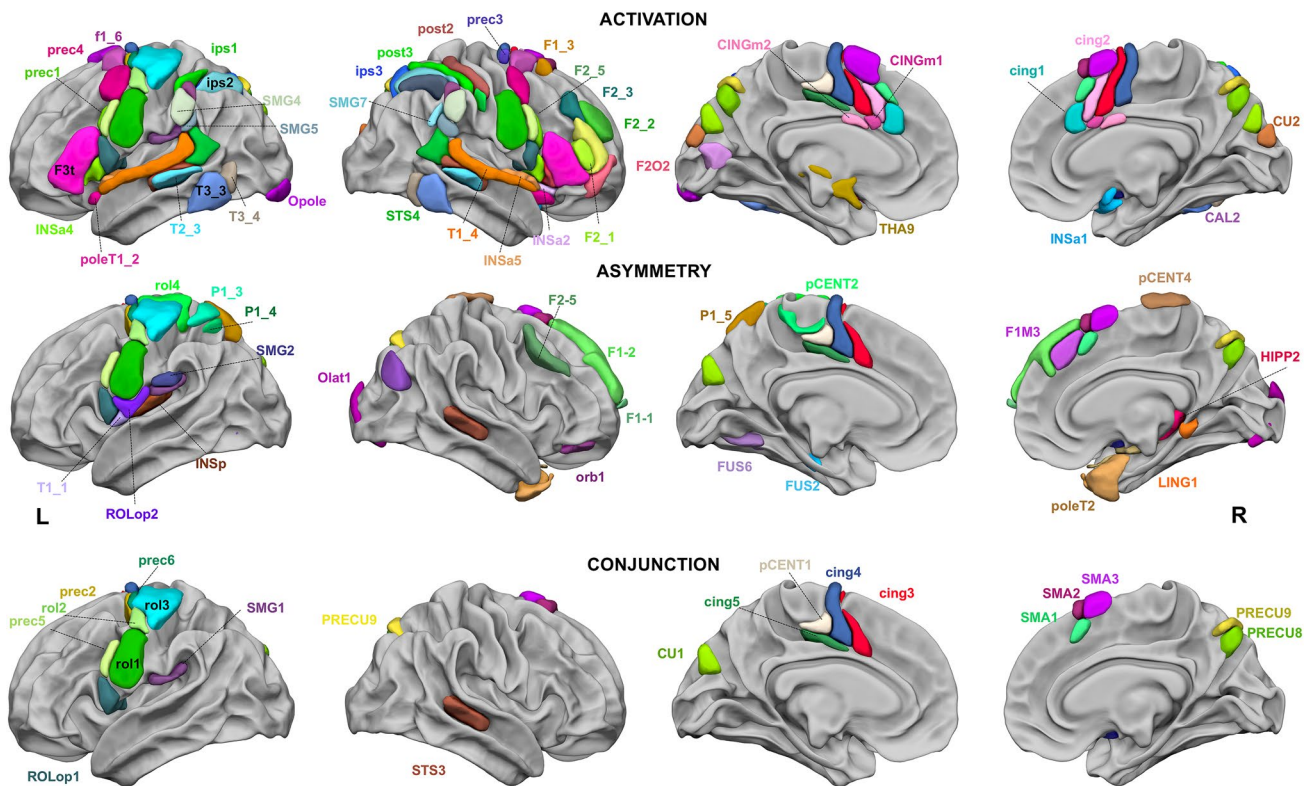 ACTIVATION
f1_6
prec4
ips1
prec1
ips2
SMG4
SMG5
F3t
T3_3
Opole
INSa4
T2_3
T3_4
poleT1_2
prec3
post2
F1_3
post3
ips3
F2_5
F2_3
SMG7
F2_2
F2O2
STS4
T1_4
INSa2
F2_1
INSa5
CINGm2
CINGm1
THA9
cing2
cing1
CU2
INSa1
CAL2
ASYMMETRY
rol4
P1_3
P1_4
SMG2
INSp
T1_1
ROLop2
L
F2-5
F1-2
Olat1
F1-1
orb1
pCENT2
P1_5
FUS6
FUS2
pCENT4
F1M3
HIPP2
LING1
poleT2
R
CONJUNCTION
prec6
prec2
rol2
rol3
SMG1
prec5
rol1
ROLop1
PRECU9
STS3
pCENT1
cing4
cing5
cing3
CU1
SMA3
SMA2
SMA1
PRECU9
PRECU8